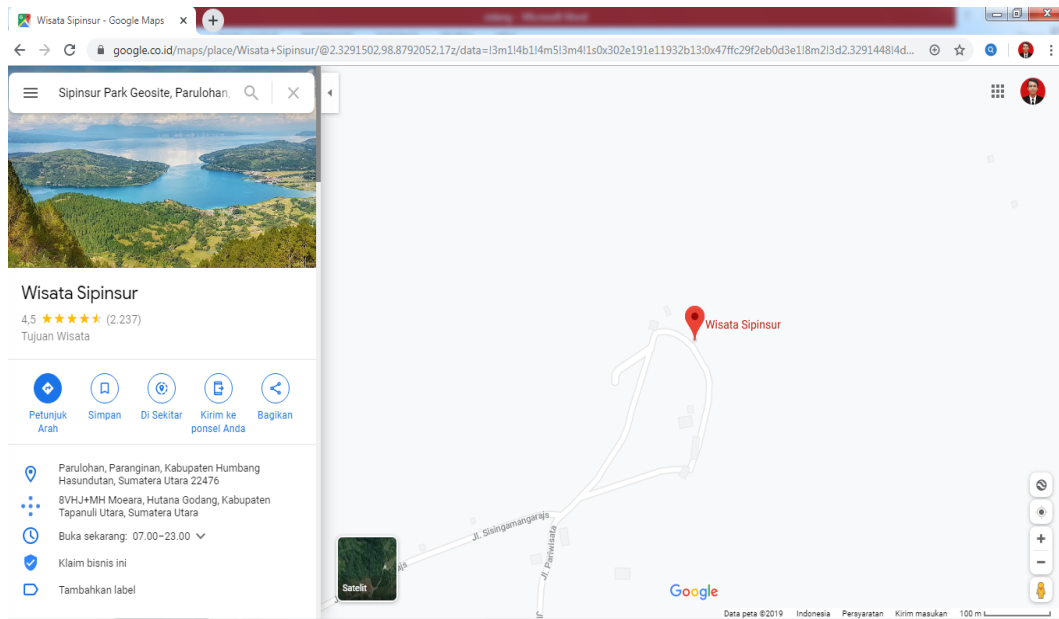 Wisata Sipinsur - Google Maps
google.co.id/maps/place/Wisata+Sipinsur/@2.3291502,98.8792052,17z/data=!3m1!4b1!4m5!3m4!1s0x302e191e11932b13:0x47ffc29f2eb0d3e1!8m2!3d2.3291448!4d...
Sipinsur Park Geosite, Parulohan,
Wisata Sipinsur
4,5 (2.237)
Tujuan Wisata
Petunjuk Arah
Simpan
Di Sekitar
Kirim ke ponsel Anda
Bagikan
Parulohan, Paranginan, Kabupaten Humbang
Hasundutan, Sumatera Utara 22476
8VHJ+MH Moeara, Hutana Godang, Kabupaten
Tapanuli Utara, Sumatera Utara
Buka sekarang: 07.00–23.00
Klaim bisnis ini
Tambahkan label
Wisata Sipinsur
Jl. Sisingamangarajs
Jl. Pariwisata
Satelit
Google
Data peta ©2019 Indonesia Persyaratan Kirim masukan 100 m